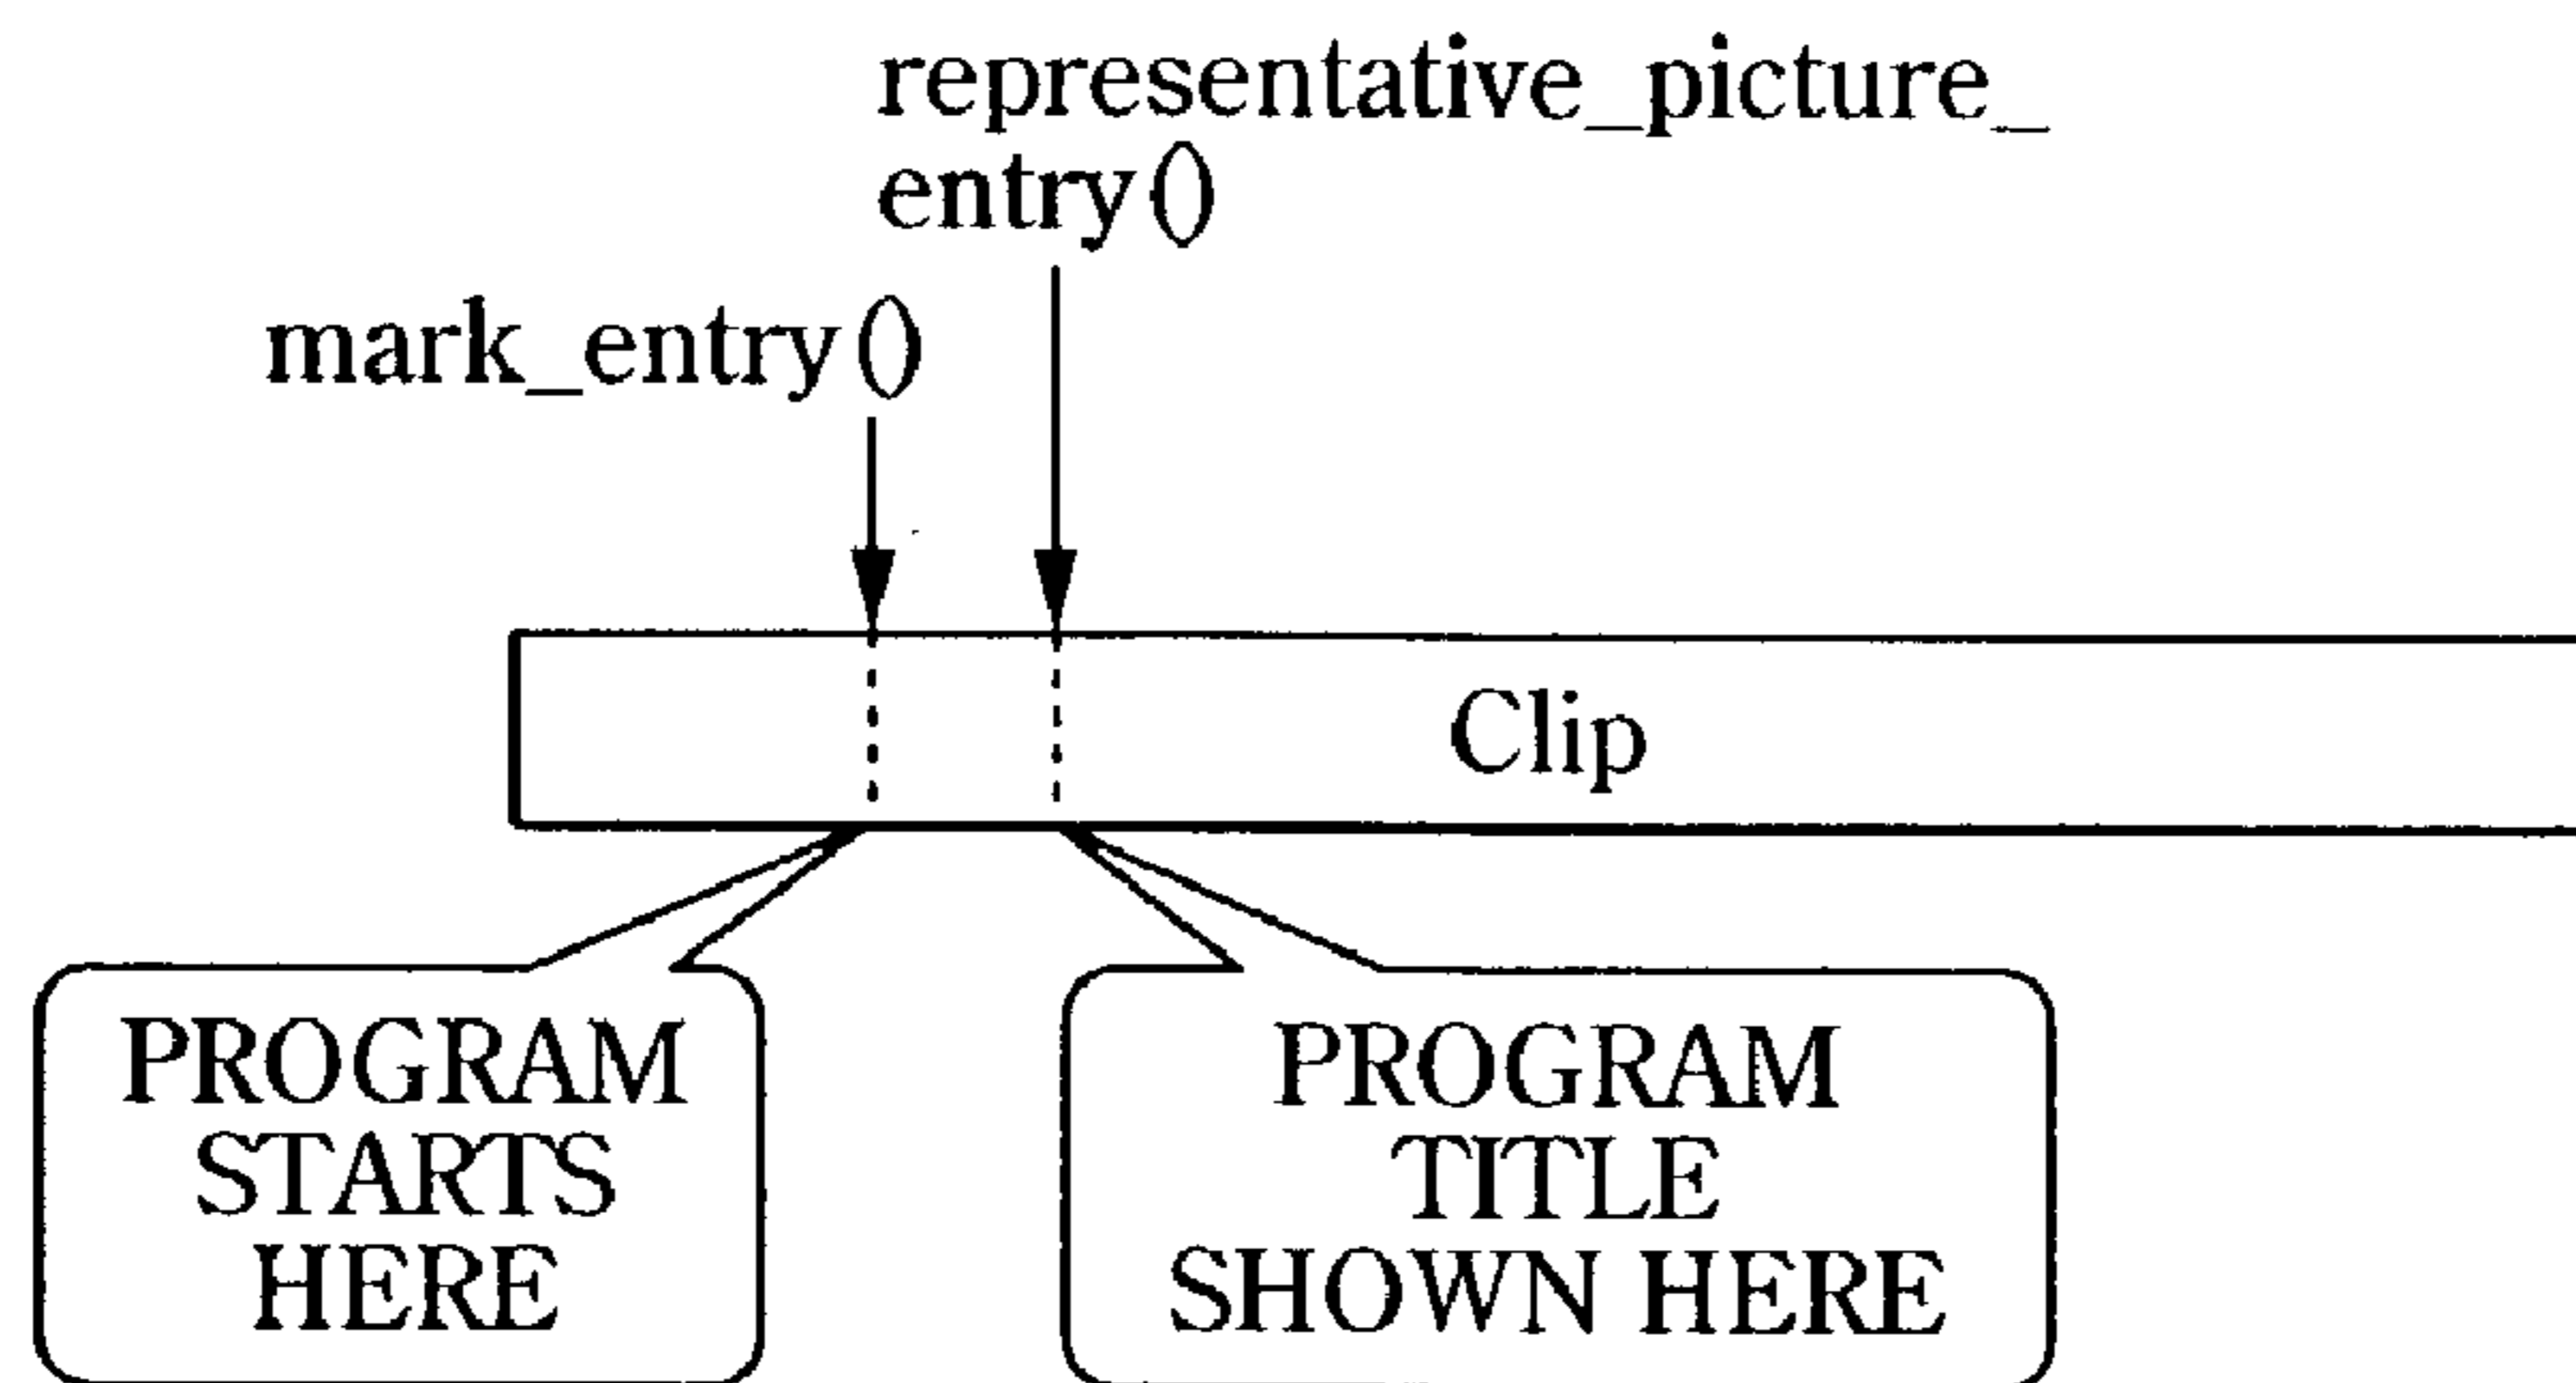 representative_picture_
entry()
mark_entry()
Clip
PROGRAM
STARTS
HERE
PROGRAM
TITLE
SHOWN HERE